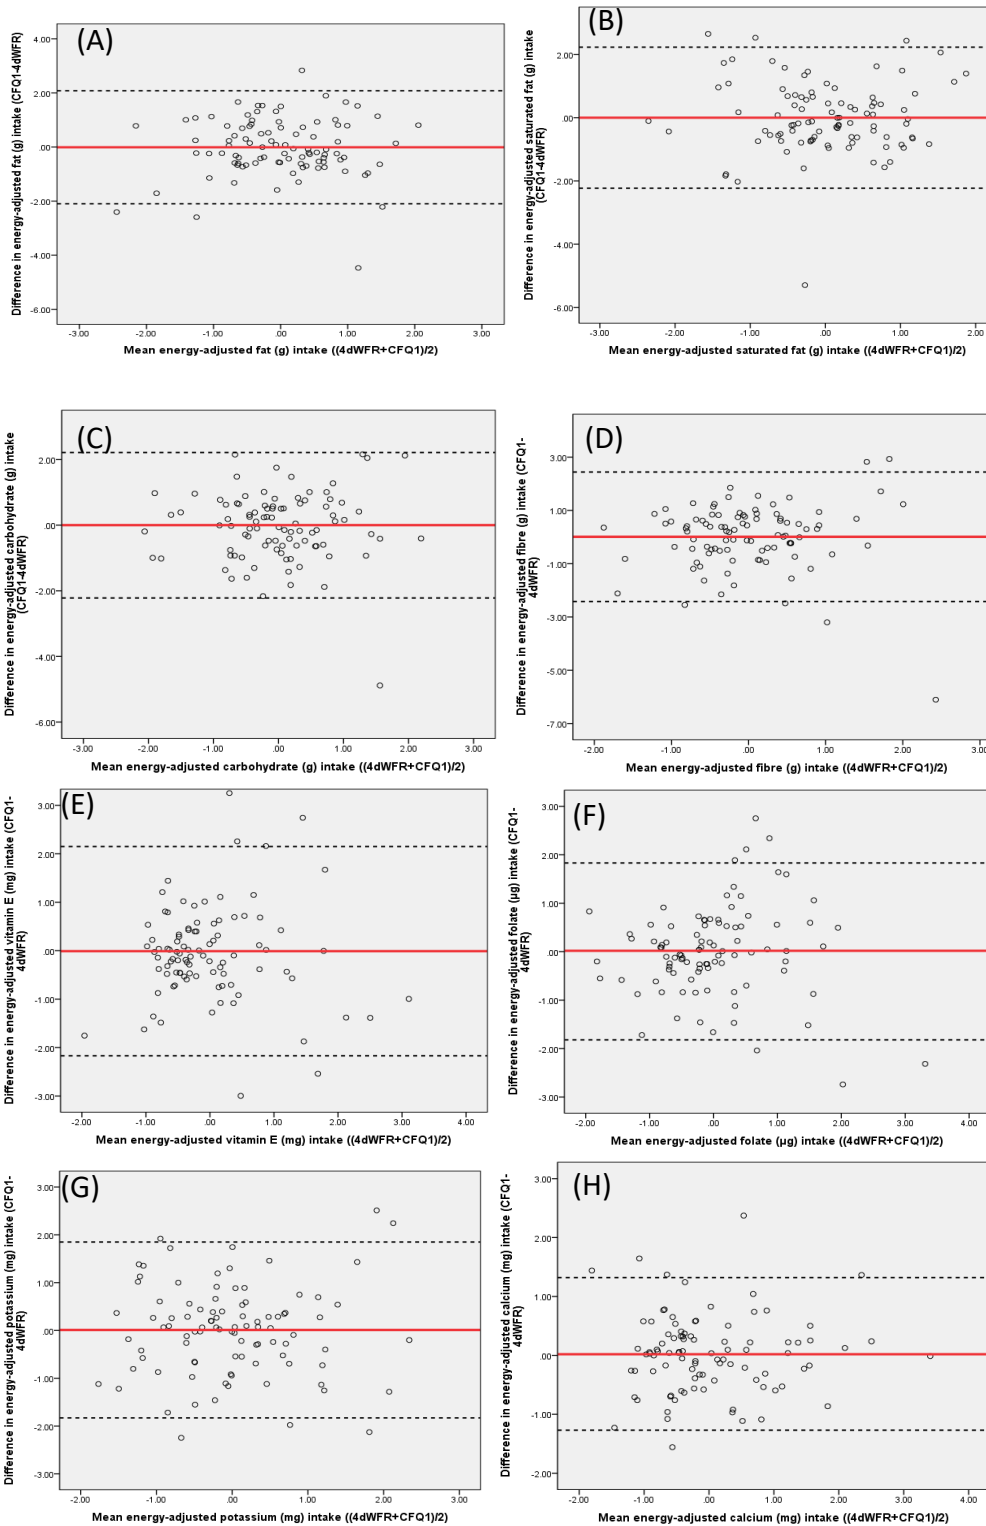 (A)
Difference in energy-adjusted fat (g) intake (CFQ1-4dWFR)
4.00
2.00
.00
-2.00
-4.00
-6.00
-3.00 -2.00 -1.00 .00 1.00 2.00 3.00
Mean energy-adjusted fat (g) intake ((4dWFR+CFQ1)/2)
(B)
Difference in energy-adjusted saturated fat (g) intake
(CFQ1-4dWFR)
2.00
.00
-2.00
-4.00
-6.00
-3.00 -2.00 -1.00 .00 1.00 2.00
Mean energy-adjusted saturated fat (g) intake ((4dWFR+CFQ1)/2)
(C)
Difference in energy-adjusted carbohydrate (g) intake
(CFQ1-4dWFR)
2.00
.00
-2.00
-4.00
-6.00
-3.00 -2.00 -1.00 .00 1.00 2.00 3.00
Mean energy-adjusted carbohydrate (g) intake ((4dWFR+CFQ1)/2)
(D)
Difference in energy-adjusted fibre (g) intake (CFQ1-
4dWFR)
3.00
1.00
-1.00
-3.00
-5.00
-7.00
-2.00 -1.00 .00 1.00 2.00 3.00
Mean energy-adjusted fibre (g) intake ((4dWFR+CFQ1)/2)
(E)
Difference in energy-adjusted vitamin E (mg) intake (CFQ1-
4dWFR)
3.00
2.00
1.00
.00
-1.00
-2.00
-3.00
-2.00 -1.00 .00 1.00 2.00 3.00 4.00
Mean energy-adjusted vitamin E (mg) intake ((4dWFR+CFQ1)/2)
(F)
Difference in energy-adjusted folate (µg) intake (CFQ1-
4dWFR)
3.00
2.00
1.00
.00
-1.00
-2.00
-3.00
-2.00 -1.00 .00 1.00 2.00 3.00 4.00
Mean energy-adjusted folate (µg) intake ((4dWFR+CFQ1)/2)
(G)
Difference in energy-adjusted potassium (mg) intake (CFQ1-
4dWFR)
3.00
2.00
1.00
.00
-1.00
-2.00
-3.00
-2.00 -1.00 .00 1.00 2.00 3.00
Mean energy-adjusted potassium (mg) intake ((4dWFR+CFQ1)/2)
(H)
Difference in energy-adjusted calcium (mg) intake (CFQ1-
4dWFR)
3.00
2.00
1.00
.00
-1.00
-2.00
-2.00 -1.00 .00 1.00 2.00 3.00 4.00
Mean energy-adjusted calcium (mg) intake ((4dWFR+CFQ1)/2)